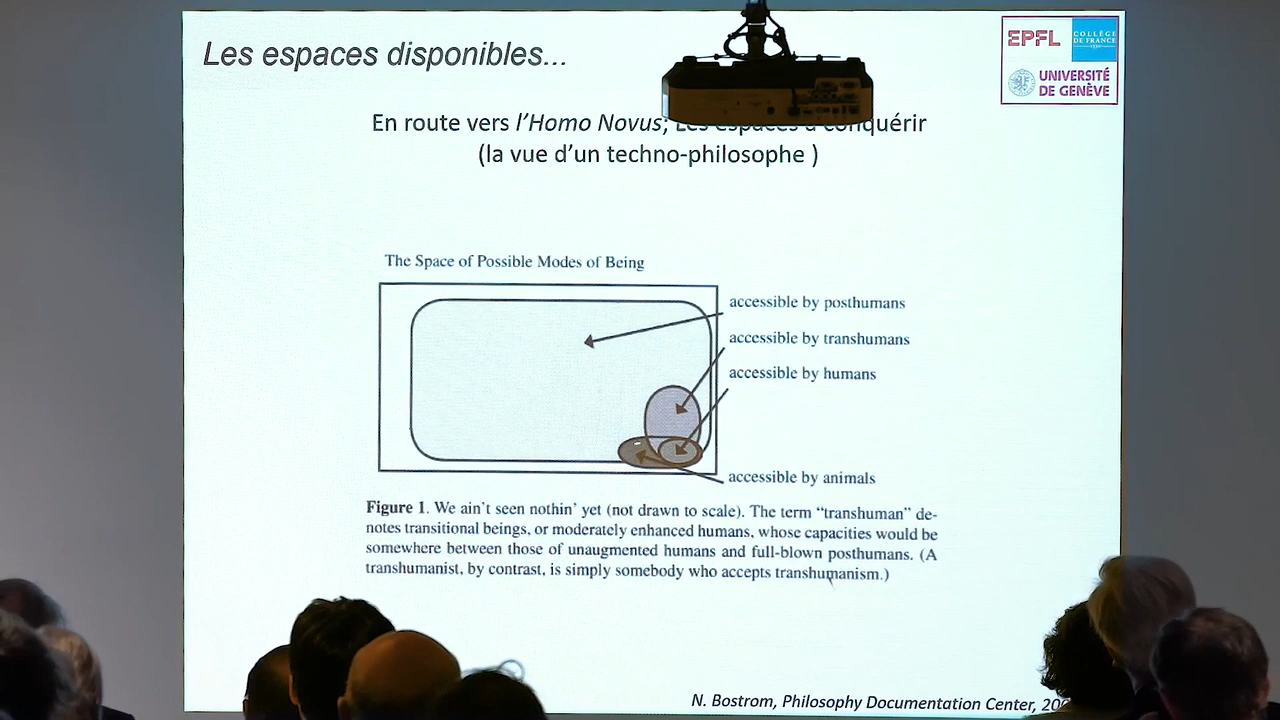 Les espaces disponibles...
EPFL
COLLÈGE
DE FRANCE
UNIVERSITÉ
DE GENÈVE
En route vers l'Homo Novus; Les espaces à conquérir
(la vue d'un techno-philosophe )
The Space of Possible Modes of Being
accessible by posthumans
accessible by transhumans
accessible by humans
accessible by animals
Figure 1. We ain't seen nothin' yet (not drawn to scale). The term "transhuman" de-
notes transitional beings, or moderately enhanced humans, whose capacities would be
somewhere between those of unaugmented humans and full-blown posthumans. (A
transhumanist, by contrast, is simply somebody who accepts transhumanism.)
N. Bostrom, Philosophy Documentation Center,